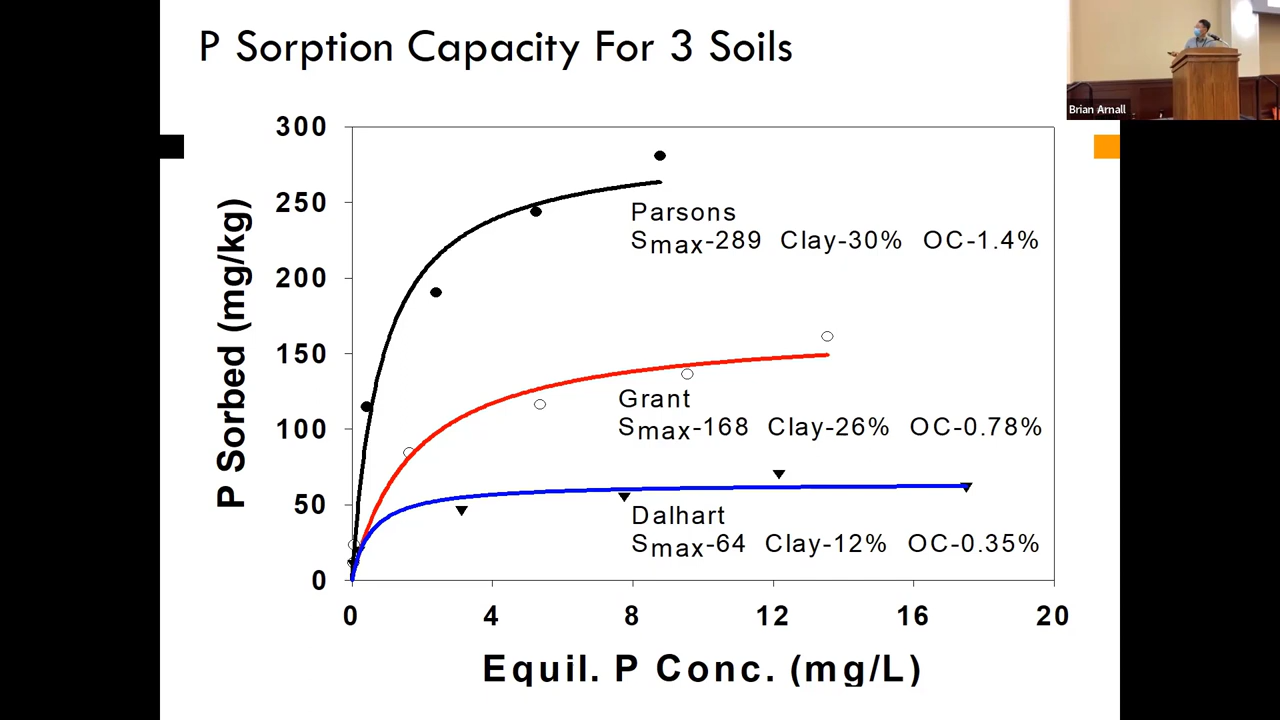 P Sorption Capacity For 3 Soils
Brian Arnall
300
250
200
150
100
50
0
P Sorbed (mg/kg)
Parsons
Smax-289 Clay-30% OC-1.4%
Grant
Smax-168 Clay-26% OC-0.78%
Dalhart
Smax-64 Clay-12% OC-0.35%
0 4 8 12 16 20
Equil. P Conc. (mg/L)